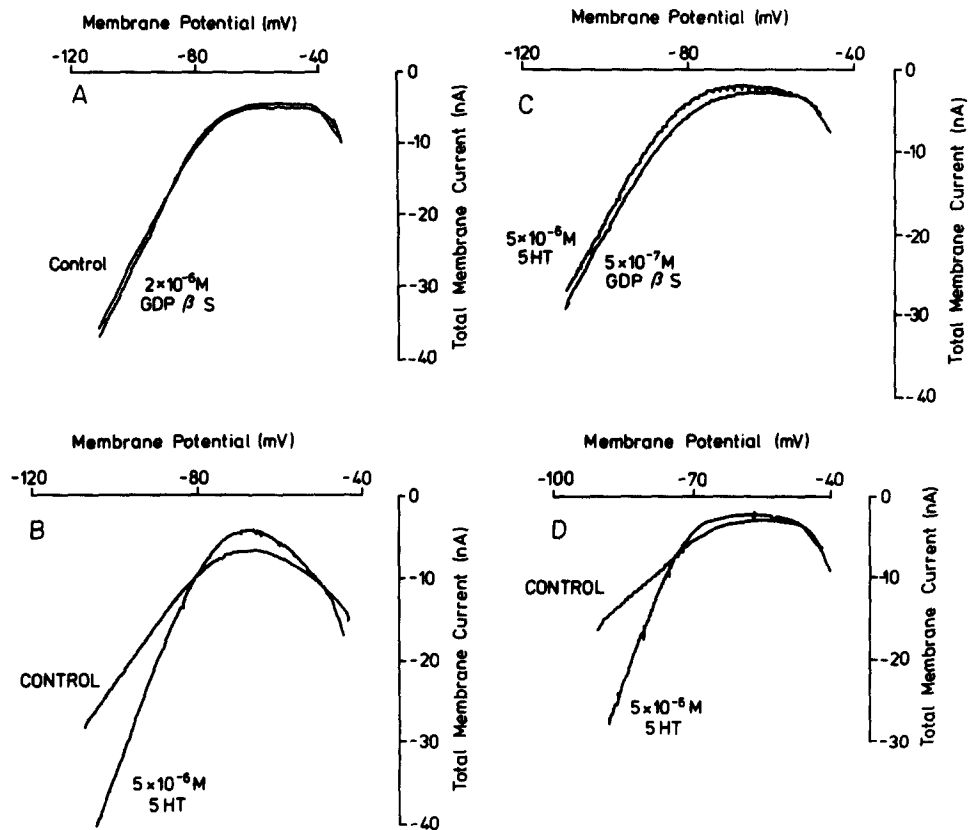 Membrane Potential (mV)
-120 -80 -40
A
0
-10
-20
-30
-40
Total Membrane Current (nA)
Control
2×10⁻⁶M
GDP β S
Membrane Potential (mV)
-120 -80 -40
C
0
-10
-20
-30
-40
Total Membrane Current (nA)
5×10⁻⁶M
5HT
5×10⁻⁷M
GDP β S
Membrane Potential (mV)
-120 -80 -40
B
0
-10
-20
-30
-40
Total Membrane Current (nA)
CONTROL
5×10⁻⁶M
5HT
Membrane Potential (mV)
-100 -70 -40
D
0
-10
-20
-30
Total Membrane Current (nA)
CONTROL
5×10⁻⁶M
5HT